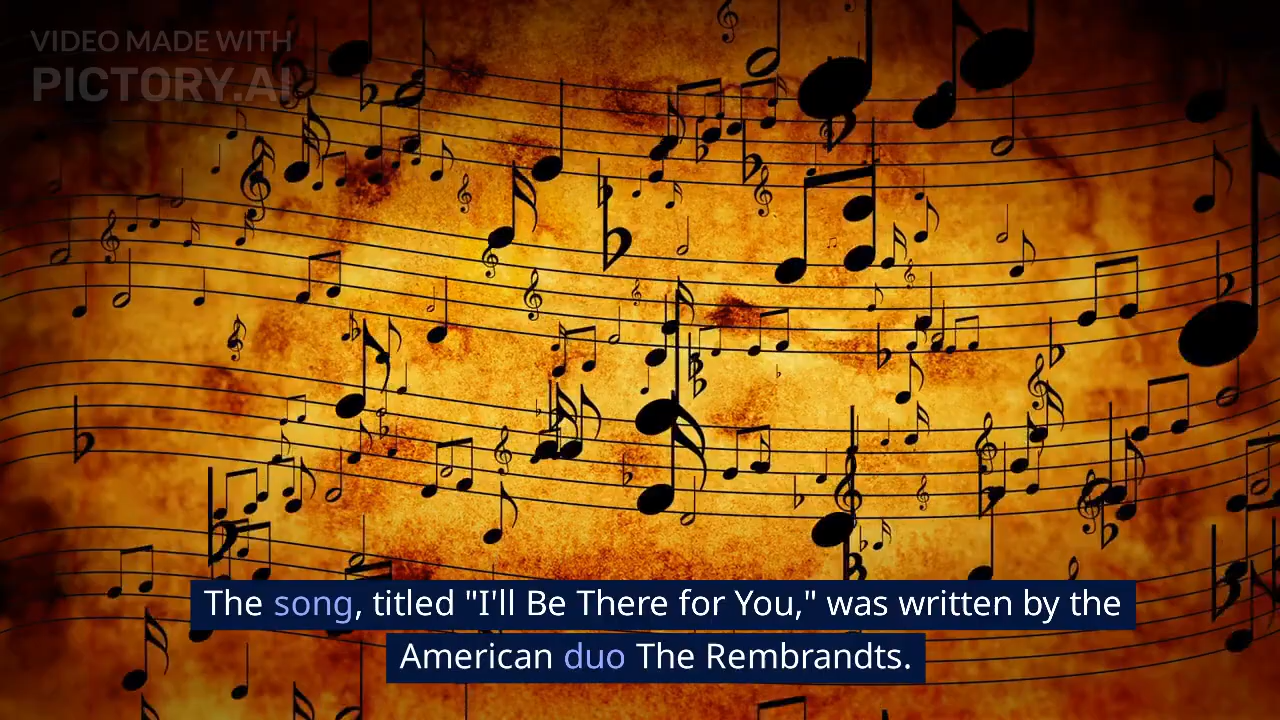 VIDEO MADE WITH
PICTORY.AI
The song, titled "I'll Be There for You," was written by the
American duo The Rembrandts.